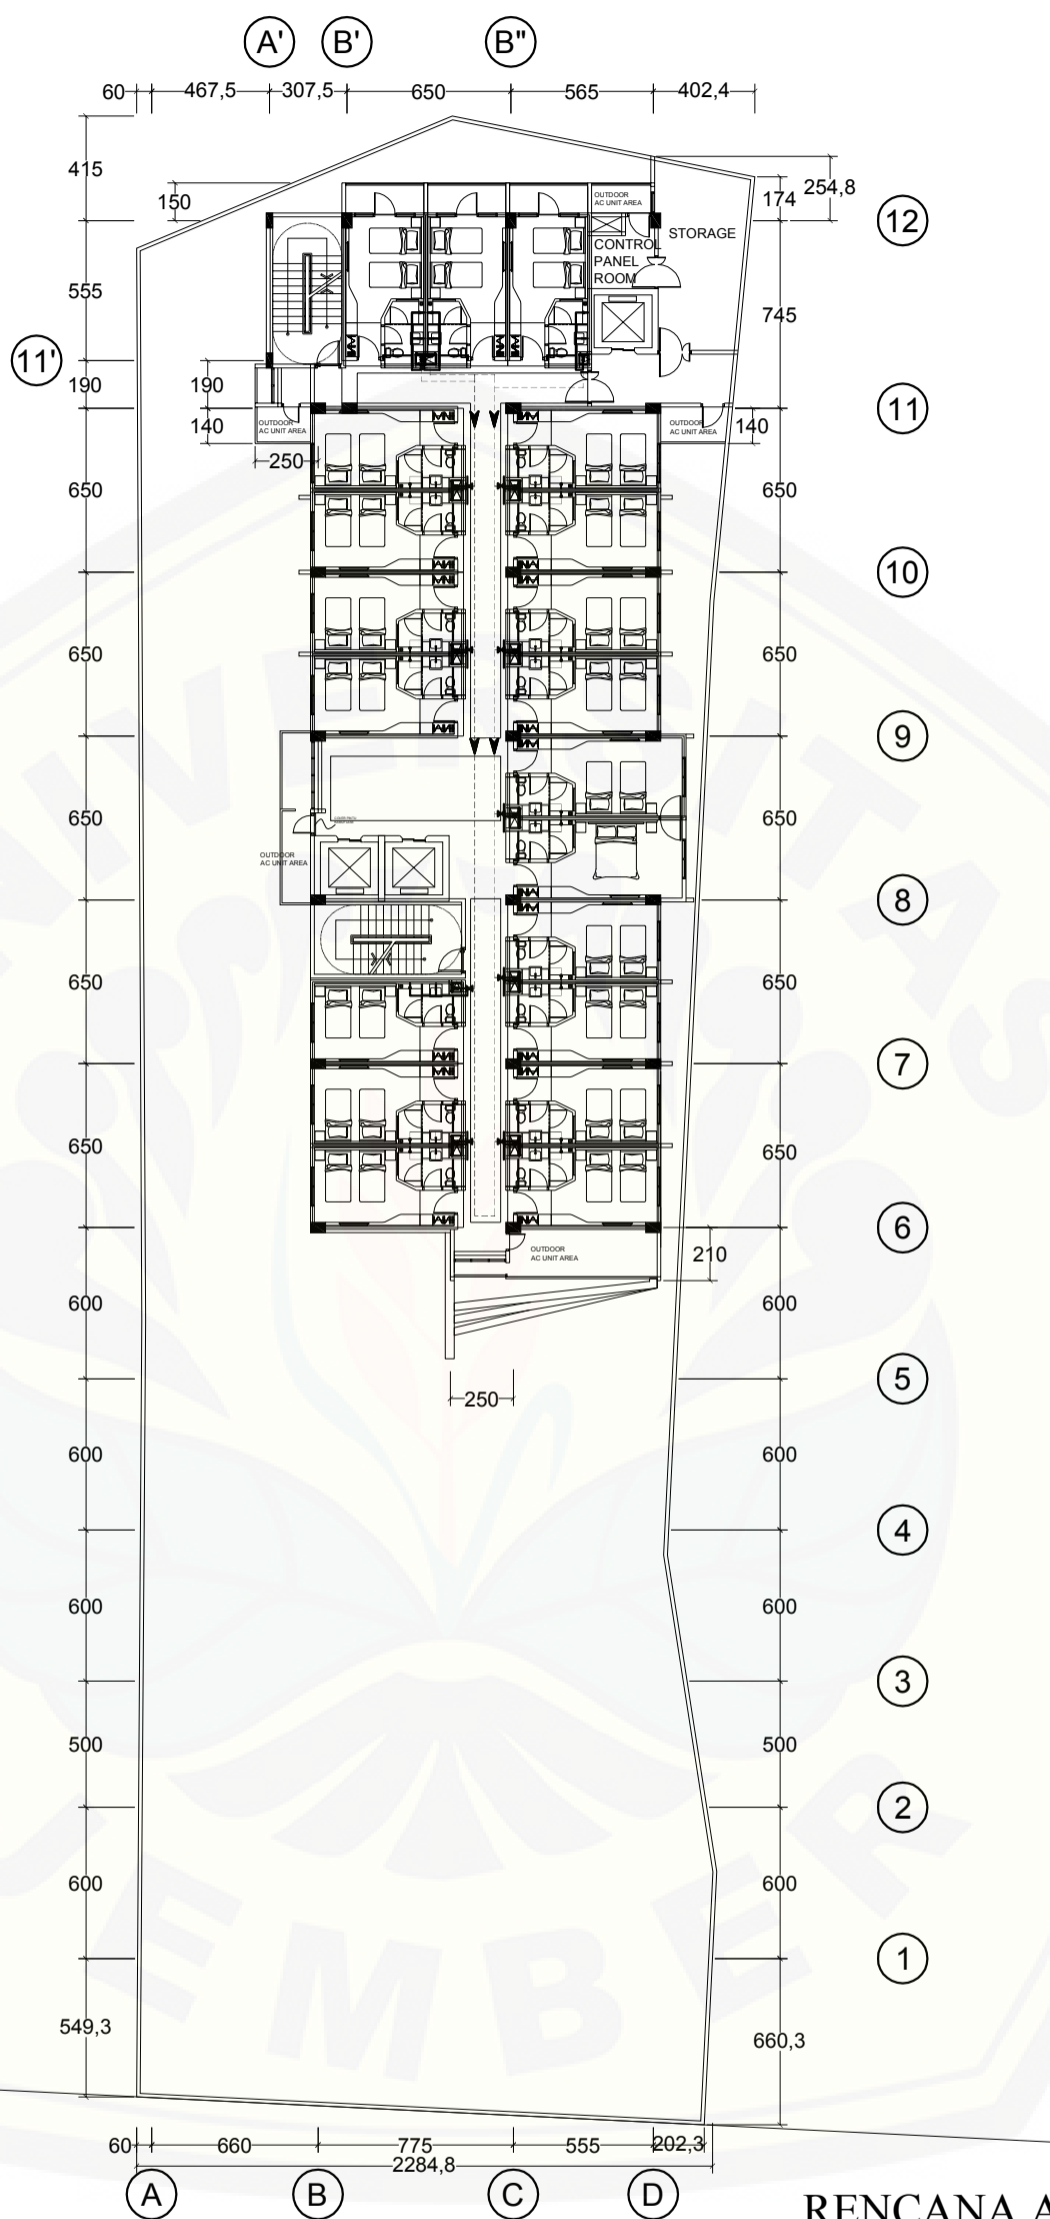 A' B' B"
60 467,5 307,5 650 565 402,4
415
150
174 254,8
12
OUTDOOR
AC UNIT AREA
STORAGE
CONTROL
PANEL
ROOM
555
745
11'
190 190
11
140
OUTDOOR
AC UNIT AREA
OUTDOOR
AC UNIT AREA
140
250
650 650
10
650 650
9
650 650
OUTDOOR
AC UNIT AREA
8
650 650
7
650 650
6
OUTDOOR
AC UNIT AREA
210
600 600
5
250
600 600
4
600 600
3
500 500
2
600 600
1
549,3 660,3
60 660 775 555 202,3
2284,8
A B C D
RENCANA A
UNIVERSITAS
JEMBER